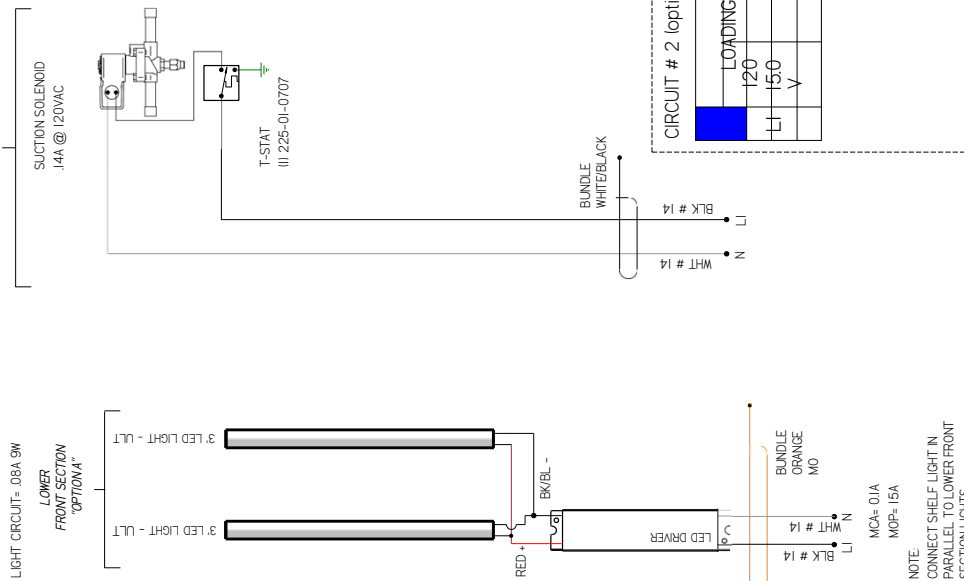 SUCTION SOLENOID
.14A @ 120VAC
T-STAT
(1) 225-01-0707
BUNDLE
WHITE/BLACK
BLK # 14
WHT # 14
L1
N
CIRCUIT # 2 (opti
LOADING
120
L1
15.0
V
LIGHT CIRCUIT= .08A 9W
LOWER
FRONT SECTION
"OPTION A"
3' LED LIGHT - ULT
3' LED LIGHT - ULT
BK/BL -
RED +
LED DRIVER
BUNDLE
ORANGE
MO
WHT # 14
BLK # 14
N
L1
MCA= 0.1A
MOP= 15A
NOTE:
CONNECT SHELF LIGHT IN
PARALLEL TO LOWER FRONT
SECTION LIGHTS